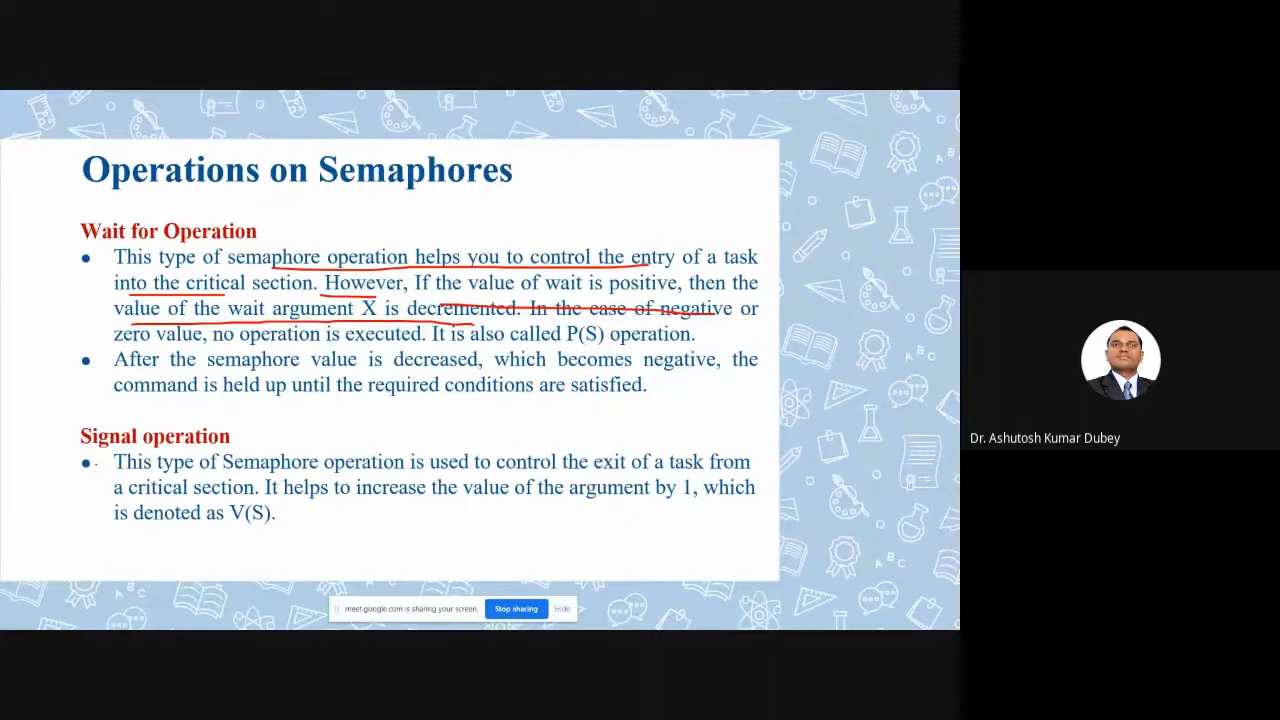 Operations on Semaphores
Wait for Operation
● This type of semaphore operation helps you to control the entry of a task
into the critical section. However, If the value of wait is positive, then the
value of the wait argument X is decremented. In the case of negative or
zero value, no operation is executed. It is also called P(S) operation.
● After the semaphore value is decreased, which becomes negative, the
command is held up until the required conditions are satisfied.
Signal operation
● This type of Semaphore operation is used to control the exit of a task from
a critical section. It helps to increase the value of the argument by 1, which
is denoted as V(S).
meet.google.com is sharing your screen. Stop sharing Hide
Dr. Ashutosh Kumar Dubey